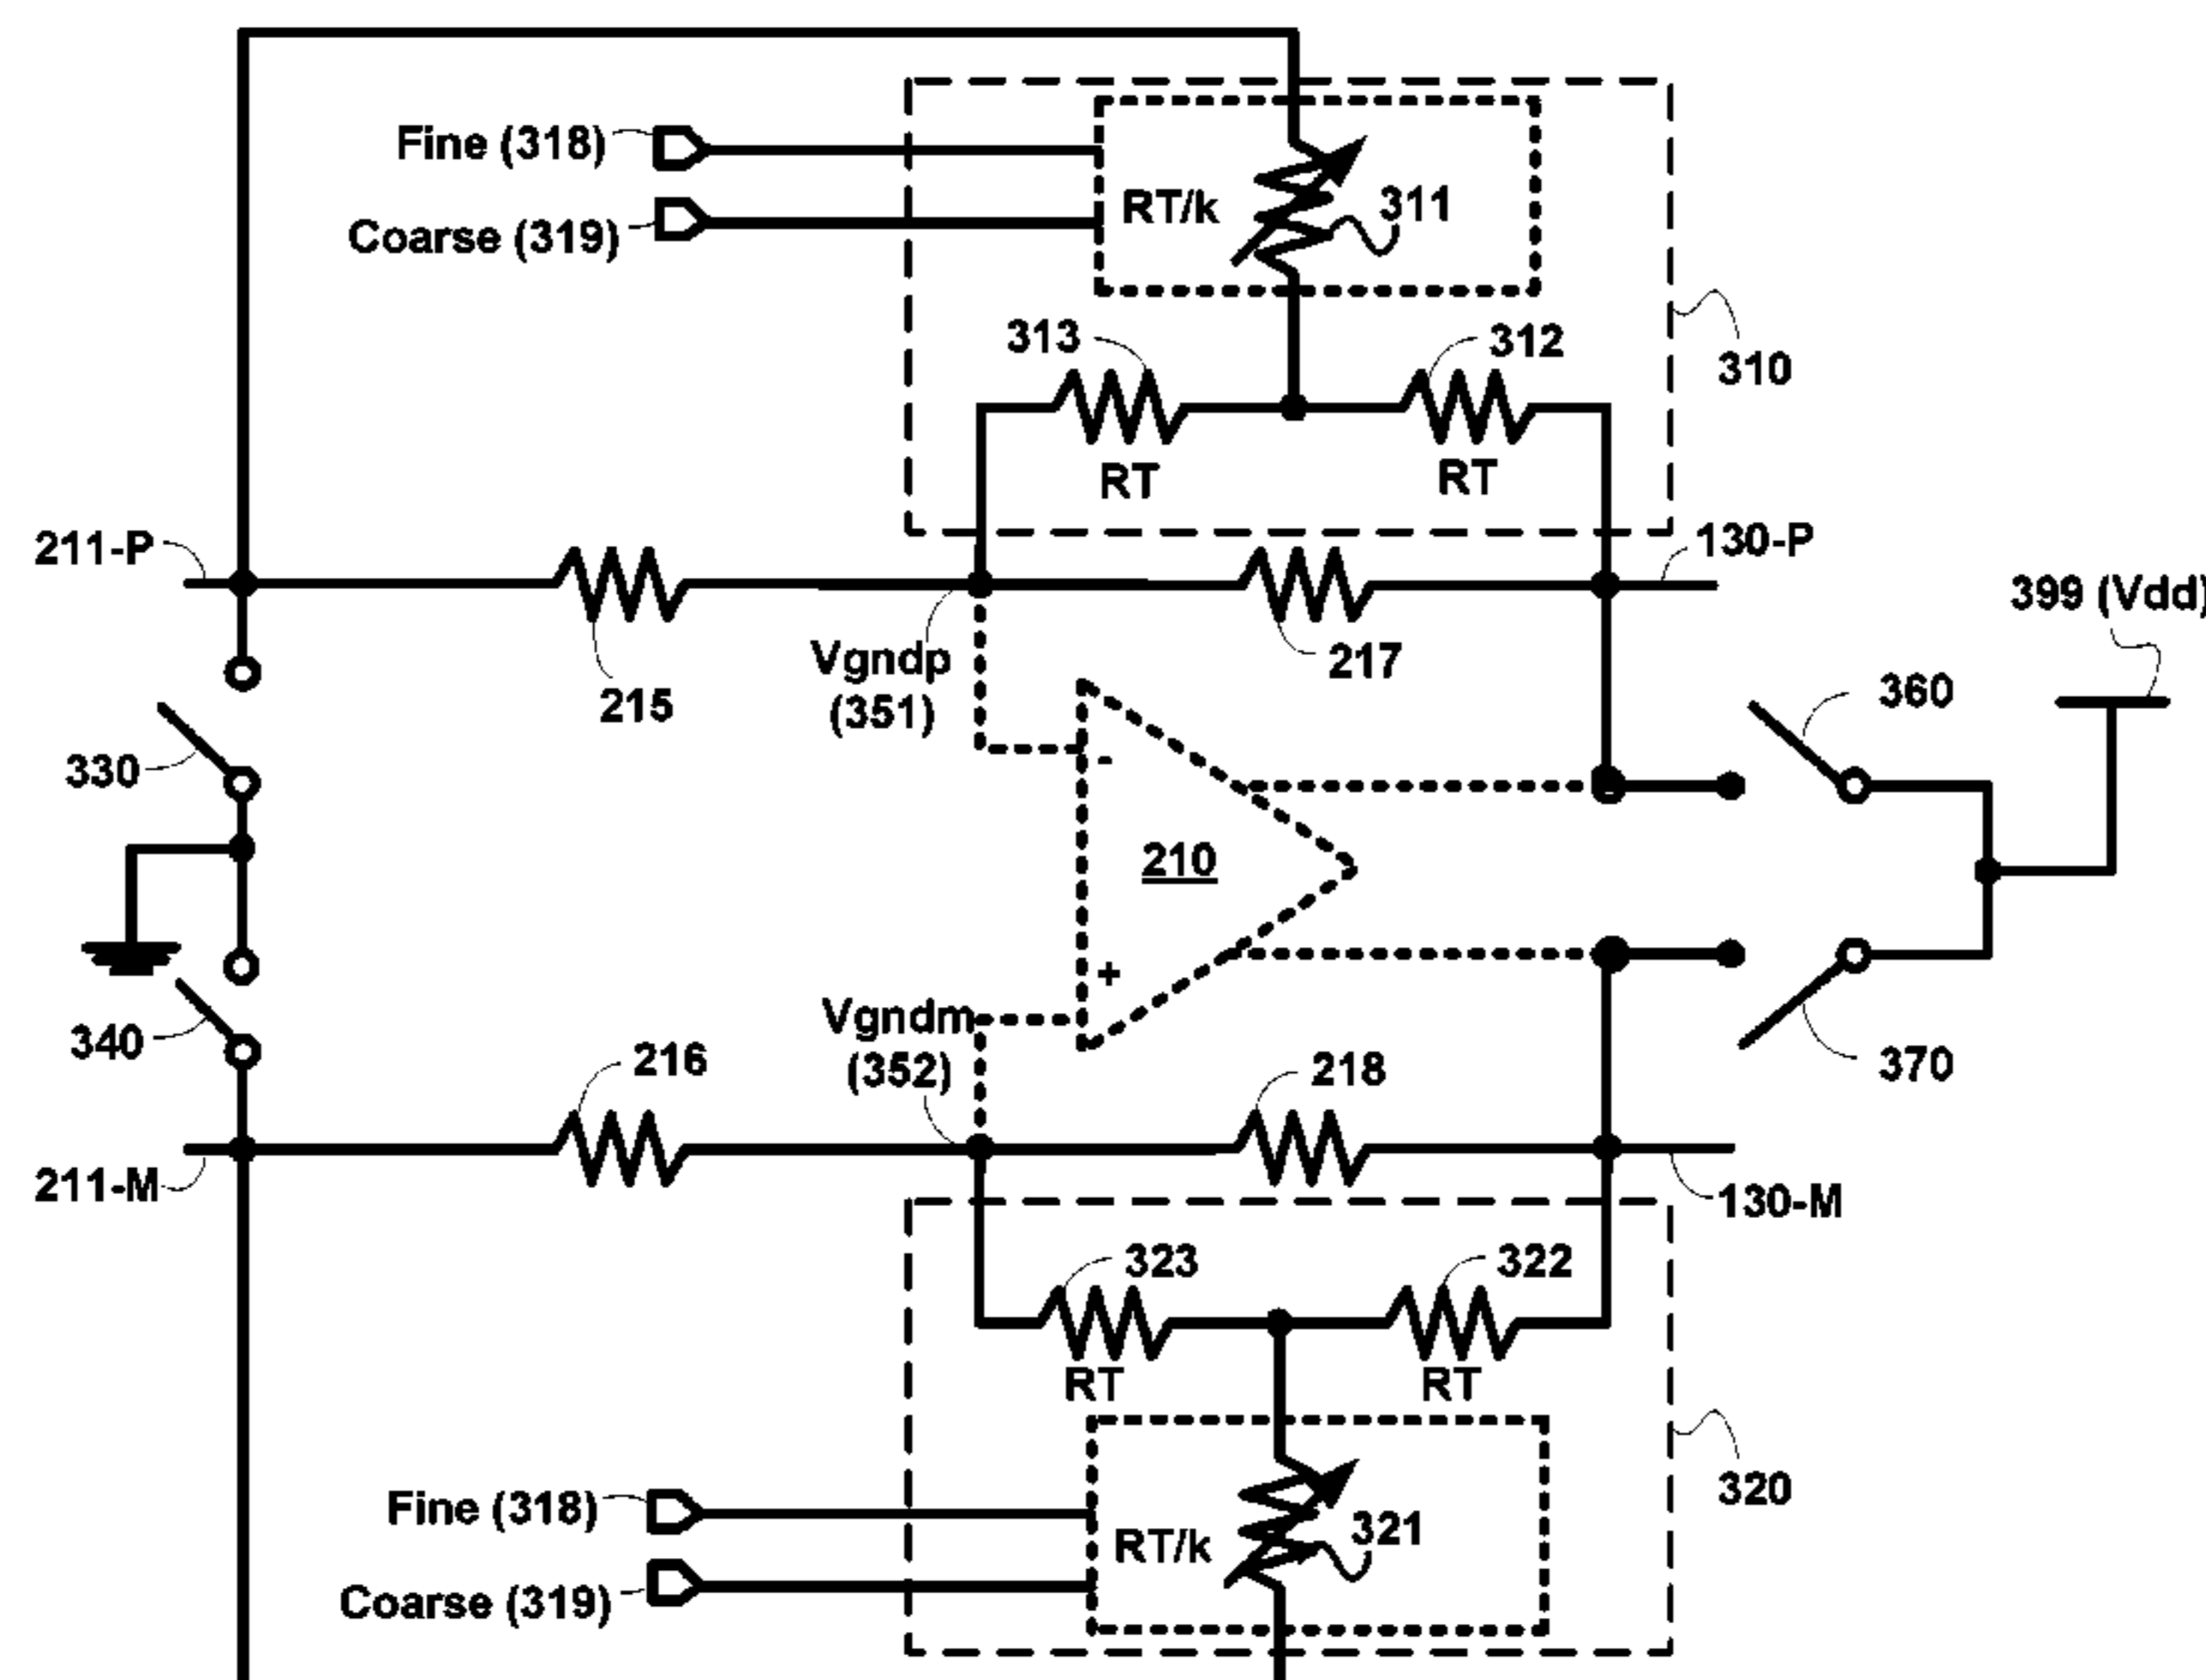 Fine (318)
Coarse (319)
RT/k
311
313
312
310
RT
RT
211-P
130-P
399 (Vdd)
215
Vgndp
(351)
217
360
330
-
210
+
Vgndm
(352)
340
216
218
370
211-M
130-M
323
322
RT
RT
320
Fine (318)
RT/k
321
Coarse (319)